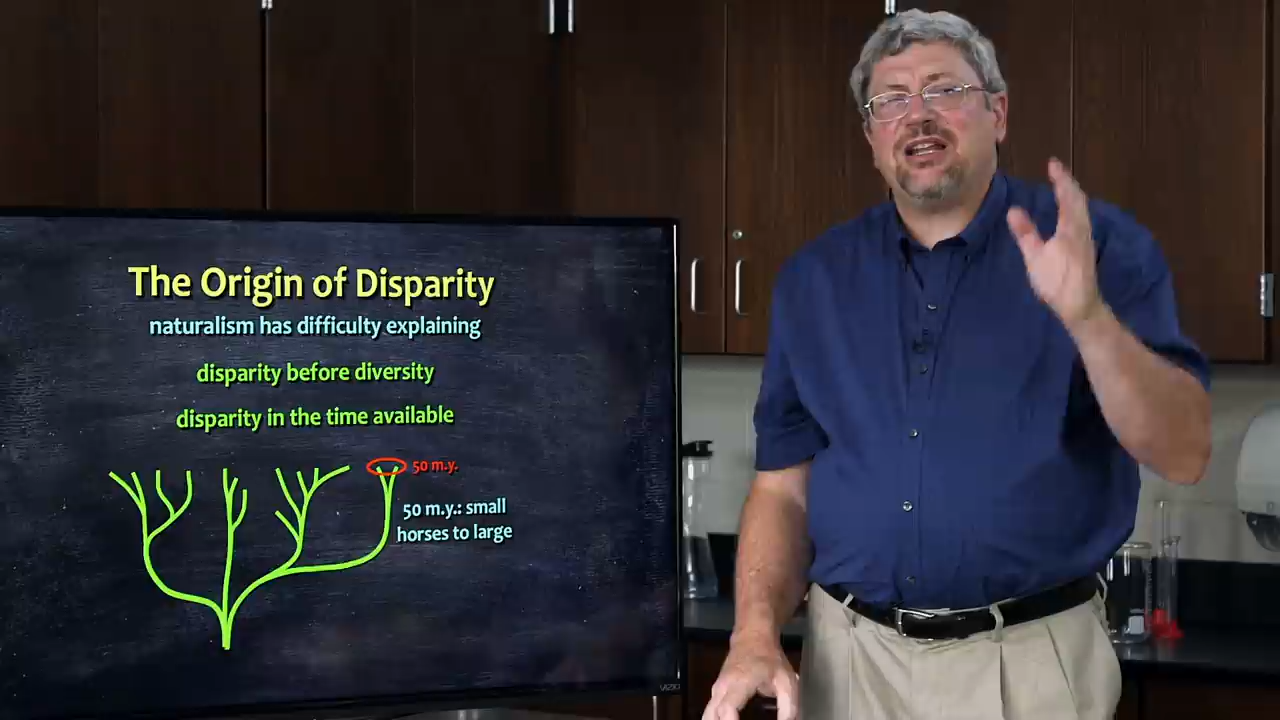 The Origin of Disparity
naturalism has difficulty explaining
disparity before diversity
disparity in the time available
50 m.y.
50 m.y.: small
horses to large
VIZIO